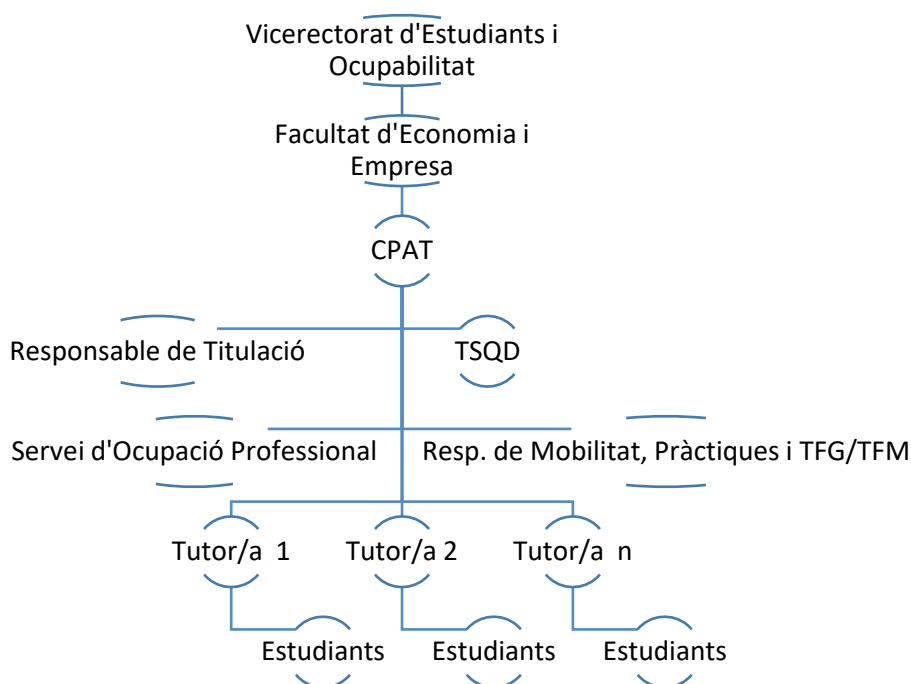 Vicerectorat d'Estudiants i
Ocupabilitat
Facultat d'Economia i
Empresa
CPAT
Responsable de Titulació
TSQD
Servei d'Ocupació Professional
Resp. de Mobilitat, Pràctiques i TFG/TFM
Tutor/a 1
Tutor/a 2
Tutor/a n
Estudiants
Estudiants
Estudiants